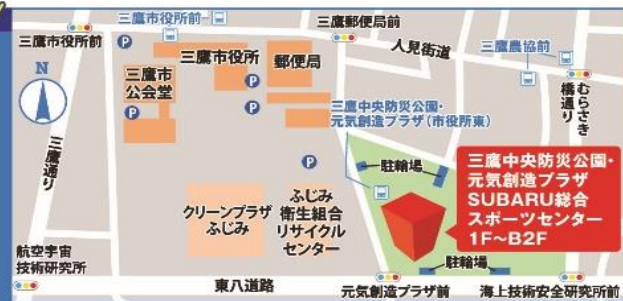 三鷹市役所前
三鷹市役所前
三鷹郵便局前
人見街道
三鷹農協前
N
P
三鷹市役所
郵便局
三鷹市
公会堂
P
P
P
三鷹中央防災公園・
元気創造プラザ(市役所東)
むらさき
橋通り
三鷹通り
P
駐輪場
三鷹中央防災公園・
元気創造プラザ
SUBARU総合
スポーツセンター
1F~B2F
クリーンプラザ
ふじみ
ふじみ
衛生組合
リサイクル
センター
航空宇宙
技術研究所
東八道路
駐輪場
元気創造プラザ前
海上技術安全研究所前